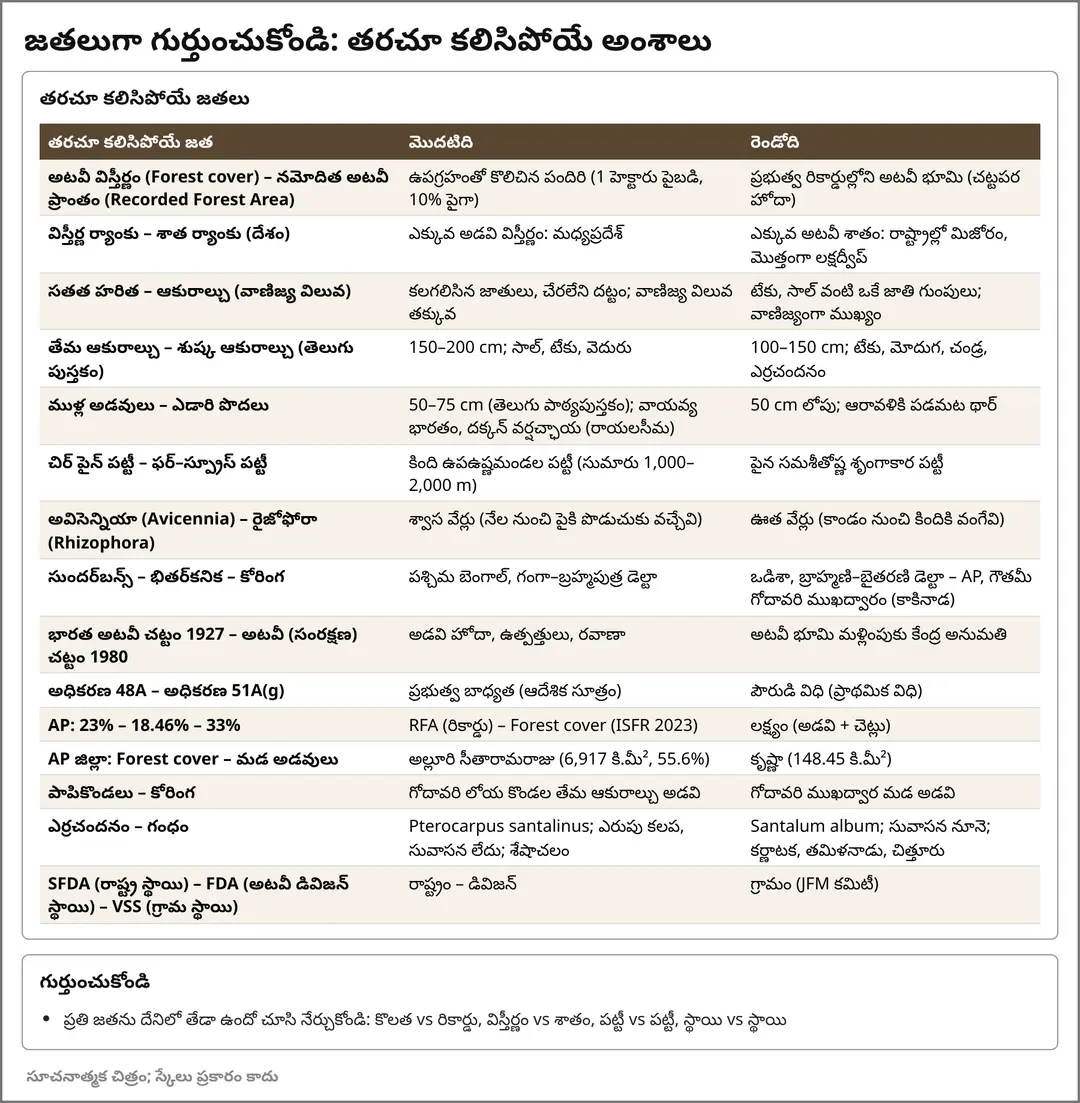 జతలుగా గుర్తుంచుకోండి: తరచూ కలిసిపోయే అంశాలు
తరచూ కలిసిపోయే జతలు
తరచూ కలిసిపోయే జత మొదటిది రెండోది
అటవీ విస్తీర్ణం (Forest cover) – నమోదిత అటవీ ప్రాంతం (Recorded Forest Area) ఉపగ్రహంతో కొలిచిన పందిరి (1 హెక్టారు పైబడి, 10% పైగా) ప్రభుత్వ రికార్డుల్లోని అటవీ భూమి (చట్టపర హోదా)
విస్తీర్ణ ర్యాంకు – శాత ర్యాంకు (దేశం) ఎక్కువ అడవి విస్తీర్ణం: మధ్యప్రదేశ్ ఎక్కువ అటవీ శాతం: రాష్ట్రాల్లో మిజోరం, మొత్తంగా లక్షద్వీప్
సతత హరిత – ఆకురాల్చు (వాణిజ్య విలువ) కలగలిసిన జాతులు, చేరలేని దట్టం; వాణిజ్య విలువ తక్కువ టేకు, సాల్ వంటి ఒకే జాతి గుంపులు; వాణిజ్యంగా ముఖ్యం
తేమ ఆకురాల్చు – శుష్క ఆకురాల్చు (తెలుగు పుస్తకం) 150–200 cm; సాల్, టేకు, వెదురు 100–150 cm; టేకు, మోదుగ, చండ్ర, ఎర్రచందనం
ముళ్ల అడవులు – ఎడారి పొదలు 50–75 cm (తెలుగు పాఠ్యపుస్తకం); వాయవ్య భారతం, దక్కన్ వర్షచ్ఛాయ (రాయలసీమ) 50 cm లోపు; ఆరావళికి పడమట థార్
చిర్ పైన్ పట్టీ – ఫర్–స్ప్రూస్ పట్టీ కింది ఉపఉష్ణమండల పట్టీ (సుమారు 1,000–2,000 m) పైన సమశీతోష్ణ శృంగాకార పట్టీ
అవిసెన్నియా (Avicennia) – రైజోఫోరా (Rhizophora) శ్వాస వేర్లు (నేల నుంచి పైకి పొడుచుకు వచ్చేవి) ఊత వేర్లు (కాండం నుంచి కిందికి వంగేవి)
సుందర్‌బన్స్ – భితర్‌కనిక – కోరింగ పశ్చిమ బెంగాల్, గంగా–బ్రహ్మపుత్ర డెల్టా ఒడిశా, బ్రాహ్మణి–బైతరణి డెల్టా – AP, గౌతమీ గోదావరి ముఖద్వారం (కాకినాడ)
భారత అటవీ చట్టం 1927 – అటవీ (సంరక్షణ) చట్టం 1980 అడవి హోదా, ఉత్పత్తులు, రవాణా అటవీ భూమి మళ్లింపుకు కేంద్ర అనుమతి
అధికరణ 48A – అధికరణ 51A(g) ప్రభుత్వ బాధ్యత (ఆదేశిక సూత్రం) పౌరుడి విధి (ప్రాథమిక విధి)
AP: 23% – 18.46% – 33% RFA (రికార్డు) – Forest cover (ISFR 2023) లక్ష్యం (అడవి + చెట్లు)
AP జిల్లా: Forest cover – మడ అడవులు అల్లూరి సీతారామరాజు (6,917 కి.మీ², 55.6%) కృష్ణా (148.45 కి.మీ²)
పాపికొండలు – కోరింగ గోదావరి లోయ కొండల తేమ ఆకురాల్చు అడవి గోదావరి ముఖద్వార మడ అడవి
ఎర్రచందనం – గంధం Pterocarpus santalinus; ఎరుపు కలప, సువాసన లేదు; శేషాచలం Santalum album; సువాసన నూనె; కర్ణాటక, తమిళనాడు, చిత్తూరు
SFDA (రాష్ట్ర స్థాయి) – FDA (అటవీ డివిజన్ స్థాయి) – VSS (గ్రామ స్థాయి) రాష్ట్రం – డివిజన్ గ్రామం (JFM కమిటీ)
గుర్తుంచుకోండి
• ప్రతి జతను దేనిలో తేడా ఉందో చూసి నేర్చుకోండి: కొలత vs రికార్డు, విస్తీర్ణం vs శాతం, పట్టీ vs పట్టీ, స్థాయి vs స్థాయి
సూచనాత్మక చిత్రం; స్కేలు ప్రకారం కాదు